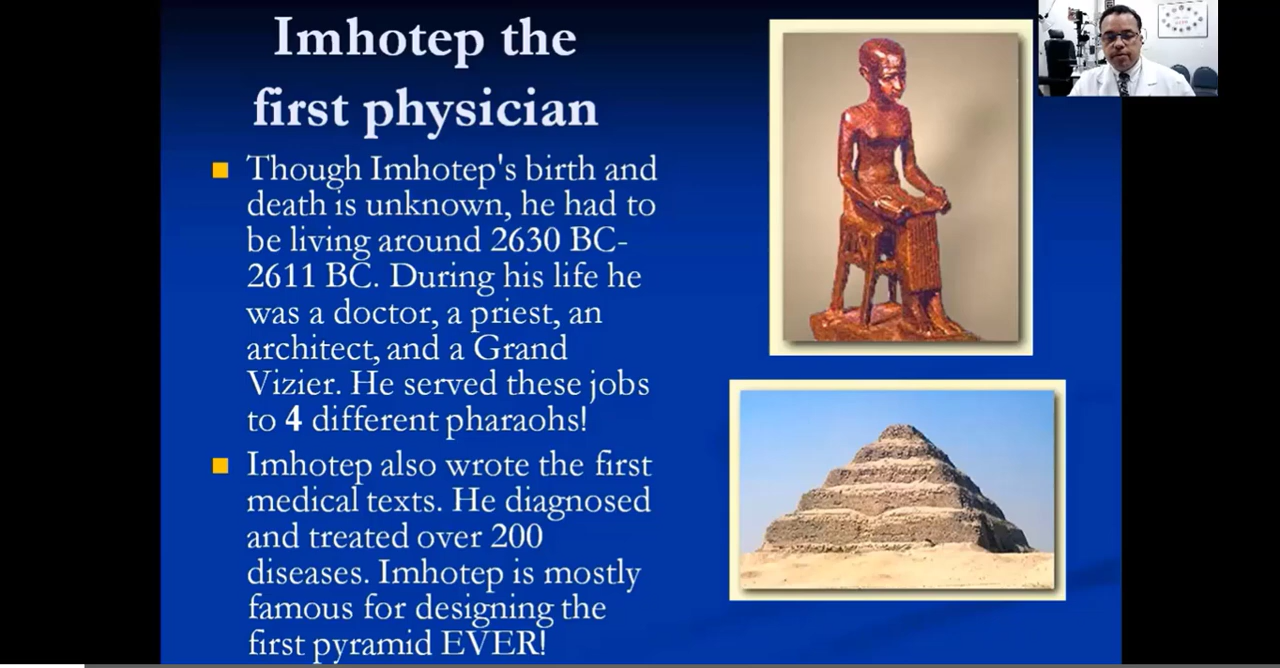 Imhotep the
first physician
Though Imhotep's birth and
death is unknown, he had to
be living around 2630 BC-
2611 BC. During his life he
was a doctor, a priest, an
architect, and a Grand
Vizier. He served these jobs
to 4 different pharaohs!
Imhotep also wrote the first
medical texts. He diagnosed
and treated over 200
diseases. Imhotep is mostly
famous for designing the
first pyramid EVER!